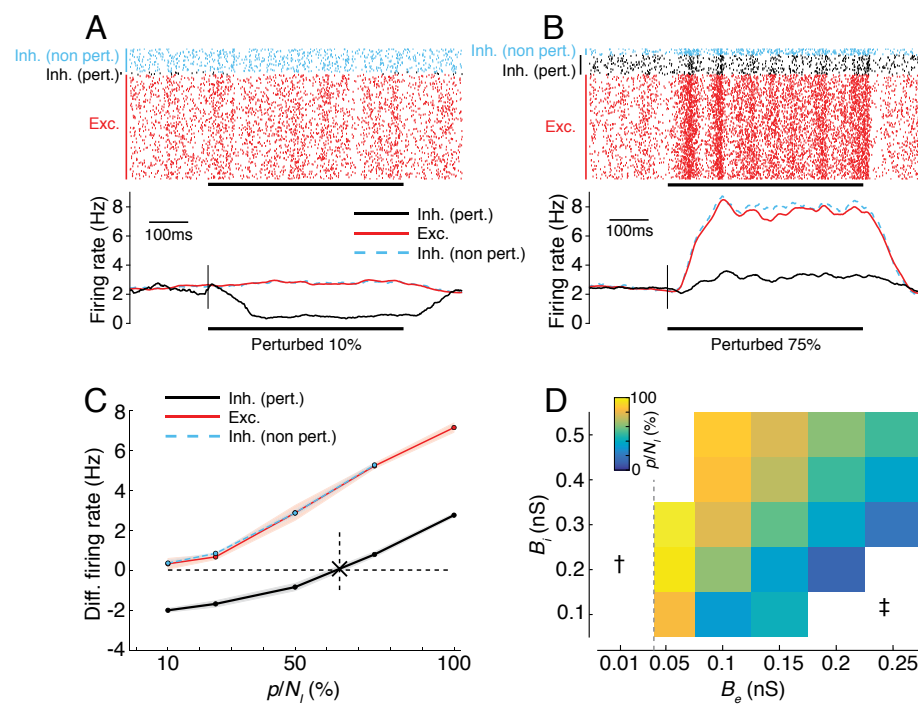 A
Inh. (non pert.)
Inh. (pert.)
Exc.
Firing rate (Hz)
8
6
4
2
0
100ms
Inh. (pert.)
Exc.
Inh. (non pert.)
Perturbed 10%
B
Inh. (non pert.)
Inh. (pert.)
Exc.
Firing rate (Hz)
8
6
4
2
0
100ms
Perturbed 75%
C
Inh. (pert.)
Exc.
Inh. (non pert.)
Diff. firing rate (Hz)
8
6
4
2
0
-2
-4
10
50
100
p/N_I (%)
D
100
0
p/N_I (%)
B_i (nS)
0.5
0.4
0.3
0.2
0.1
†
‡
0.01
0.05
0.1
0.15
0.2
0.25
B_e (nS)